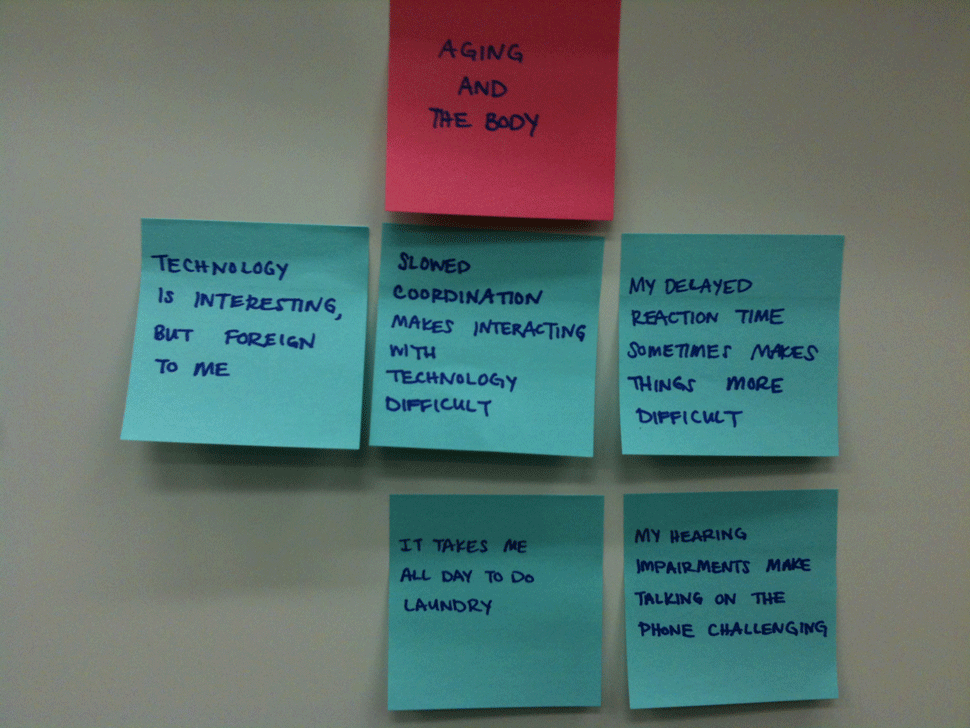 AGING
AND
THE BODY
TECHNOLOGY
IS INTERESTING,
BUT FOREIGN
TO ME
SLOWED
COORDINATION
MAKES INTERACTING
WITH
TECHNOLOGY
DIFFICULT
MY DELAYED
REACTION TIME
SOMETIMES MAKES
THINGS MORE
DIFFICULT
IT TAKES ME
ALL DAY TO DO
LAUNDRY
MY HEARING
IMPAIRMENTS MAKE
TALKING ON THE
PHONE CHALLENGING